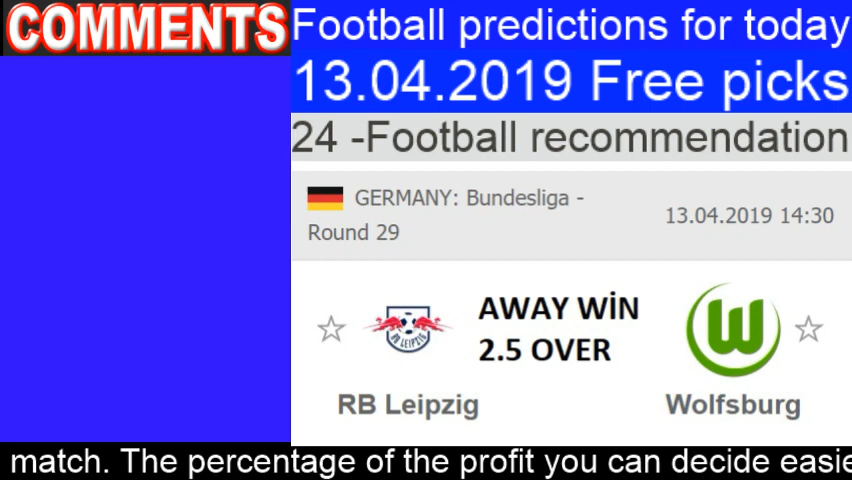 COMMENTS
Football predictions for today
13.04.2019 Free picks
24 -Football recommendation
GERMANY: Bundesliga -
Round 29
13.04.2019 14:30
AWAY WİN
2.5 OVER
RB LEIPZIG
W
RB Leipzig
Wolfsburg
match. The percentage of the profit you can decide easie